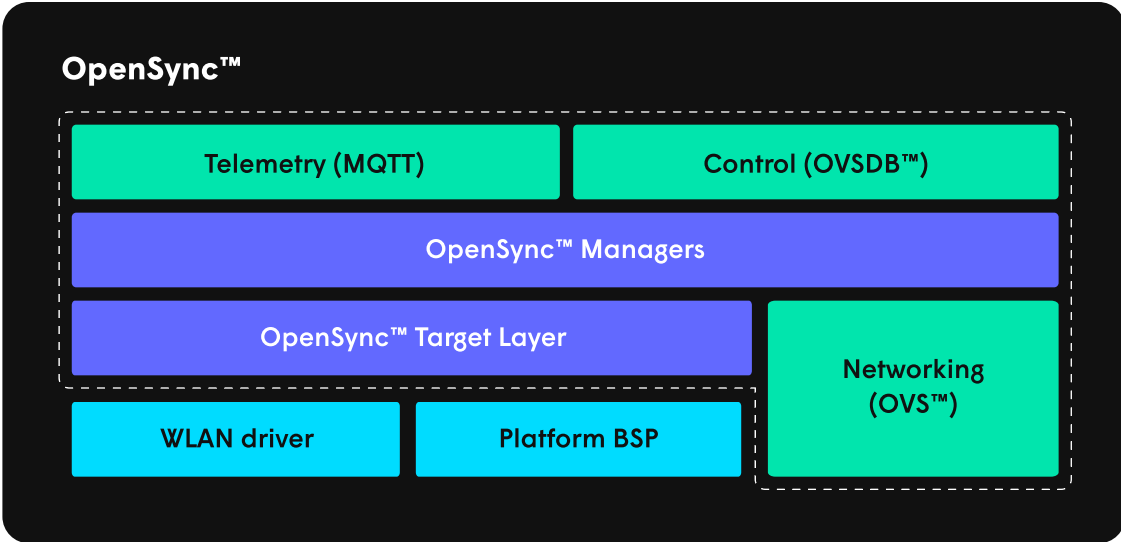 OpenSync™
Telemetry (MQTT)
Control (OVSDB™)
OpenSync™ Managers
OpenSync™ Target Layer
Networking
(OVS™)
WLAN driver
Platform BSP